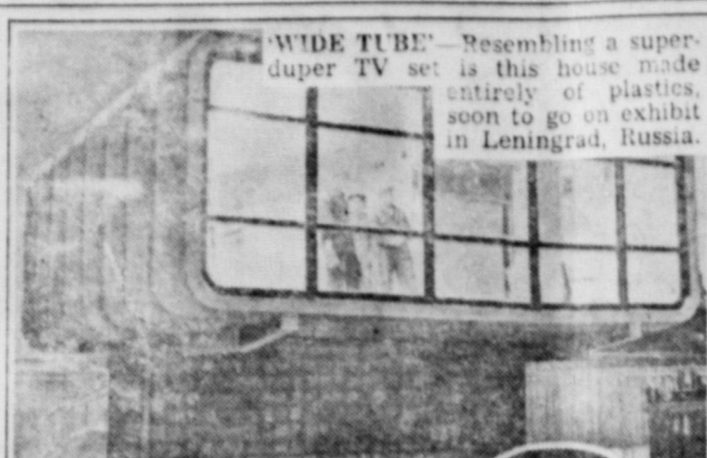 'WIDE TUBE'—Resembling a super-
duper TV set is this house made
entirely of plastics,
soon to go on exhibit
in Leningrad, Russia.